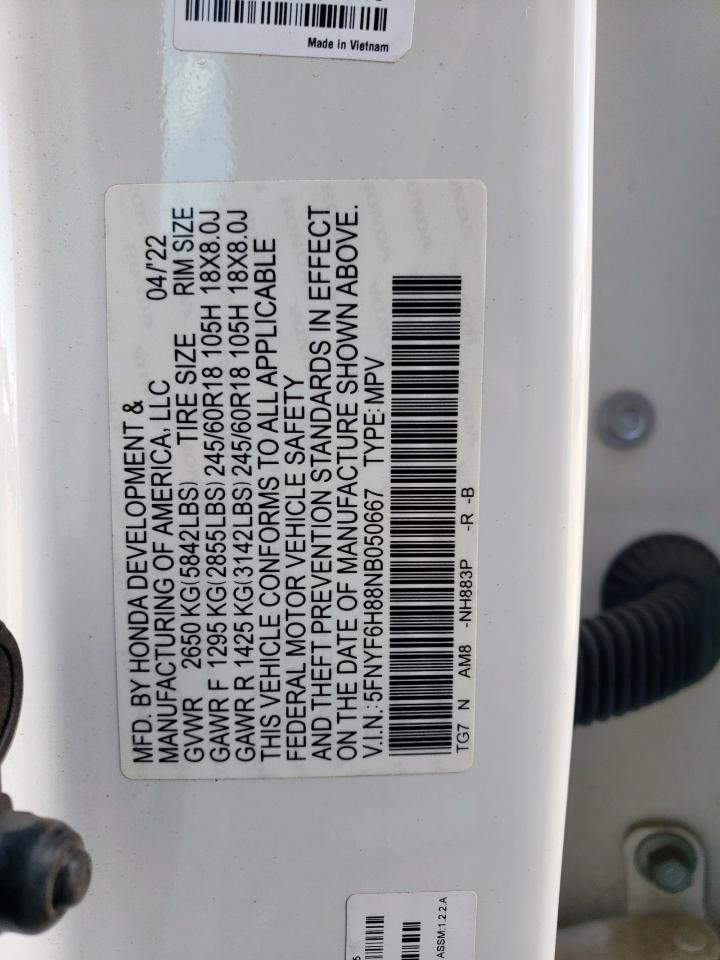 Made in Vietnam
MFD. BY HONDA DEVELOPMENT &
MANUFACTURING OF AMERICA, LLC 04/'22
GVWR 2650 KG(5842LBS) TIRE SIZE RIM SIZE
GAWR F 1295 KG(2855LBS) 245/60R18 105H 18X8.0J
GAWR R 1425 KG(3142LBS) 245/60R18 105H 18X8.0J
THIS VEHICLE CONFORMS TO ALL APPLICABLE
FEDERAL MOTOR VEHICLE SAFETY
AND THEFT PREVENTION STANDARDS IN EFFECT
ON THE DATE OF MANUFACTURE SHOWN ABOVE.
V.I.N.:5FNYF6H88NB050667 TYPE:MPV
TG7 N AM8 -NH883P -R -B
ASSM:1.2.2.A